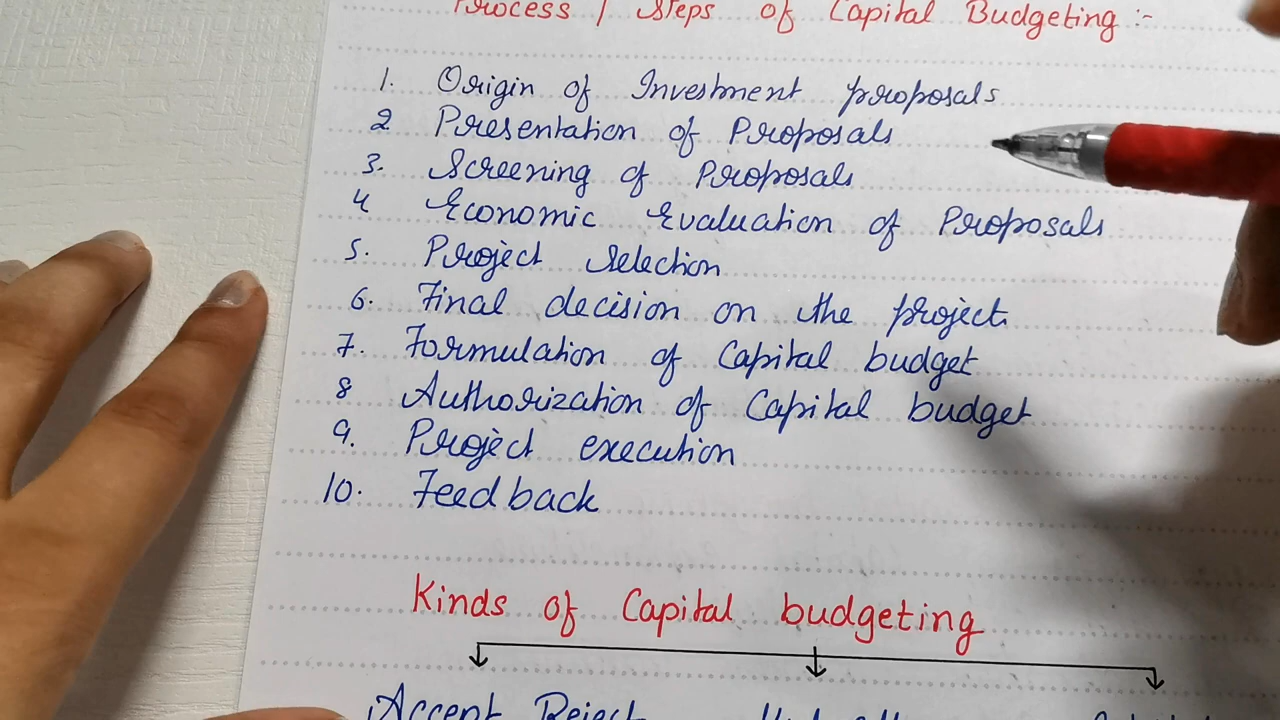 Process / Steps of Capital Budgeting :-
1. Origin of Investment proposals
2 Presentation of Proposals
3. Screening of Proposals
4 Economic Evaluation of Proposals
5. Project Selection
6. Final decision on the project
7. Formulation of Capital budget
8 Authorization of Capital budget
9. Project execution
10. Feedback
Kinds of Capital budgeting
Accept Reject